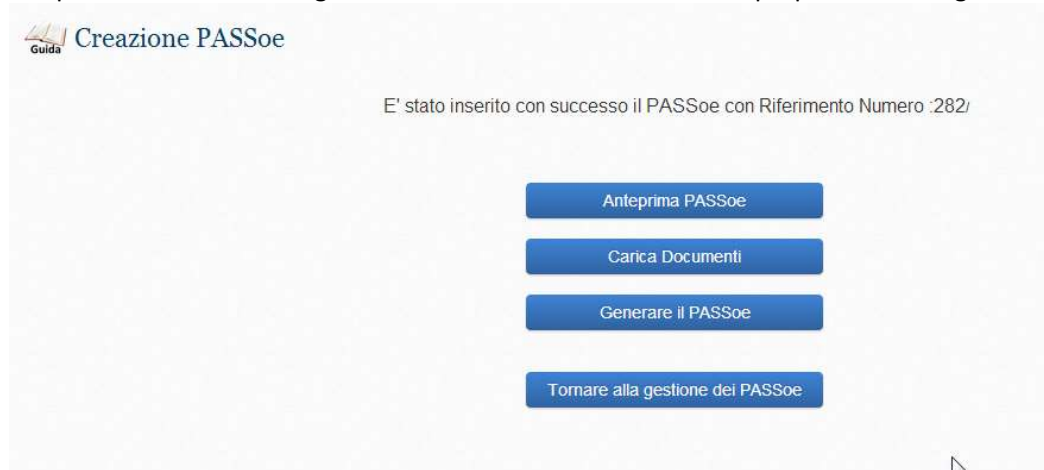 Guida Creazione PASSoe
E' stato inserito con successo il PASSoe con Riferimento Numero :282/
Anteprima PASSoe
Carica Documenti
Generare il PASSoe
Tornare alla gestione dei PASSoe